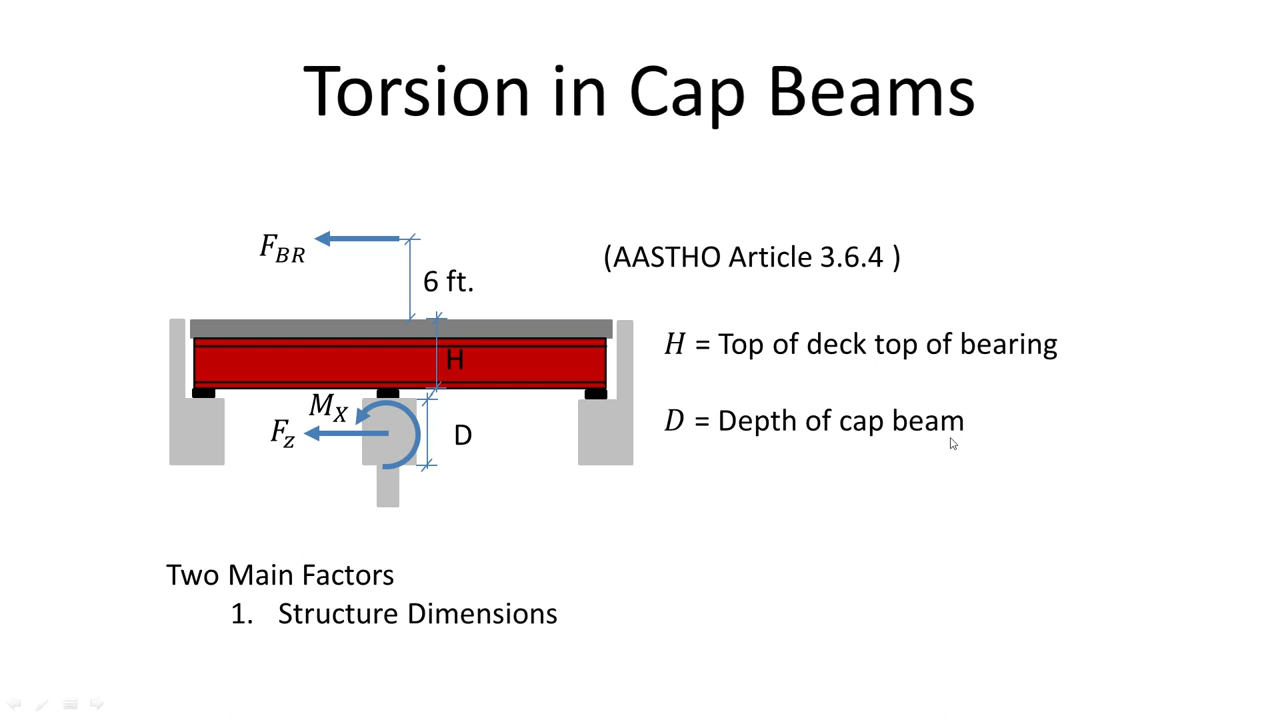 Torsion in Cap Beams
F_BR
6 ft.
(AASTHO Article 3.6.4 )
H
H = Top of deck top of bearing
M_X
F_z
D
D = Depth of cap beam
Two Main Factors
1. Structure Dimensions